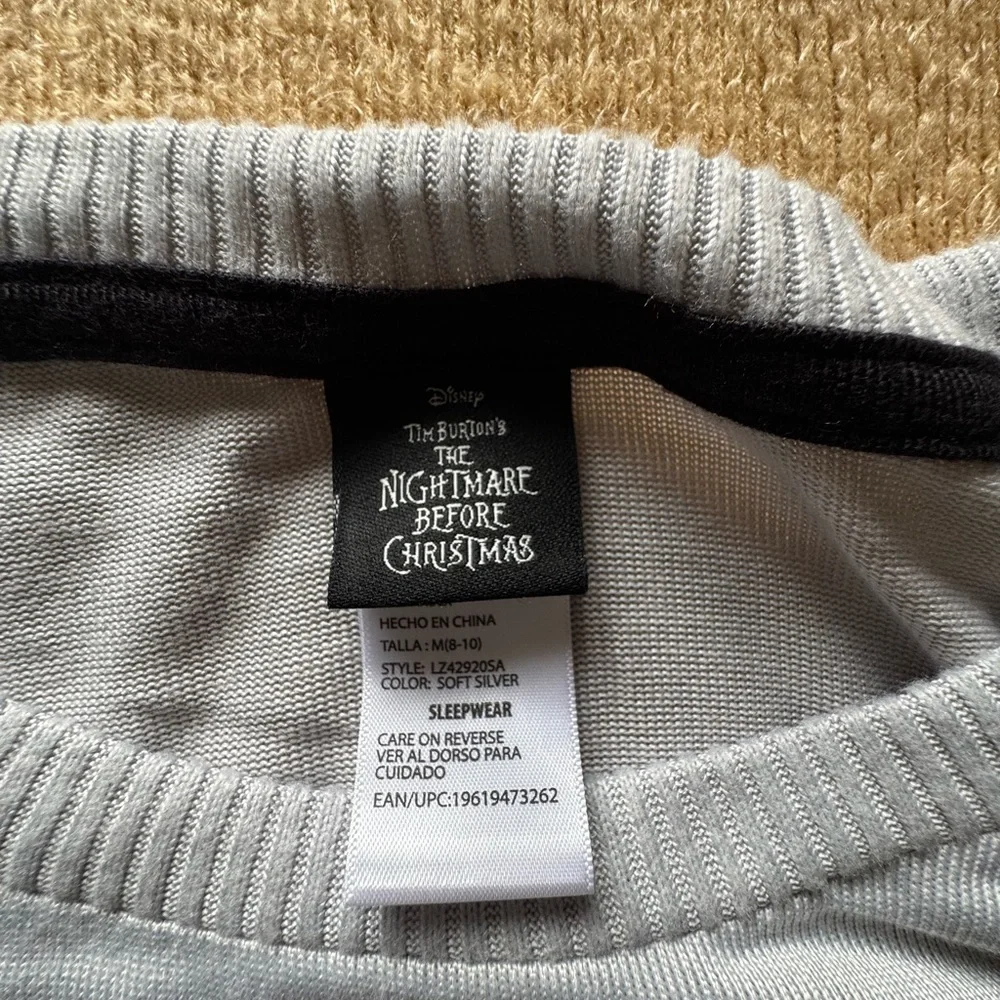 Disney
TIM BURTON'S
THE
NIGHTMARE
BEFORE
CHRISTMAS
HECHO EN CHINA
TALLA : M(8-10)
STYLE: LZ42920SA
COLOR: SOFT SILVER
SLEEPWEAR
CARE ON REVERSE
VER AL DORSO PARA
CUIDADO
EAN/UPC:19619473262